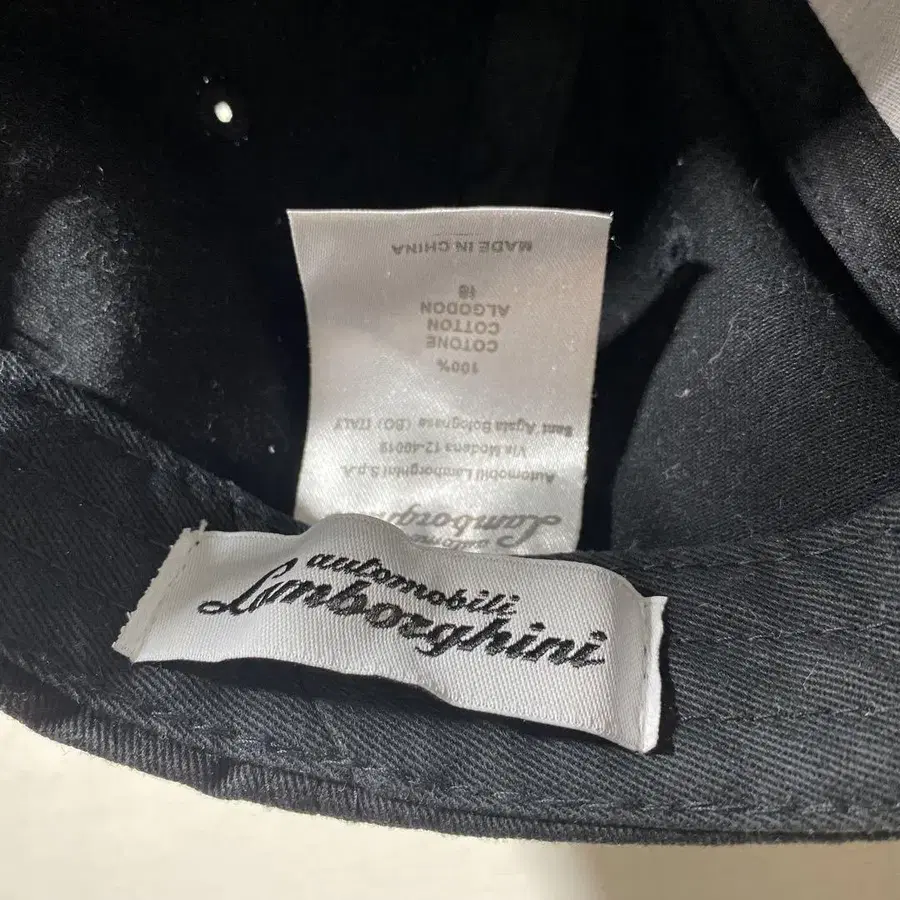 automobili
Lamborghini
Automobili Lamborghini S.p.A.
Via Modena 12-40019
Sant 'Agata Bolognese (BO) ITALY
100%
COTONE
COTTON
ALGODON
18
MADE IN CHINA